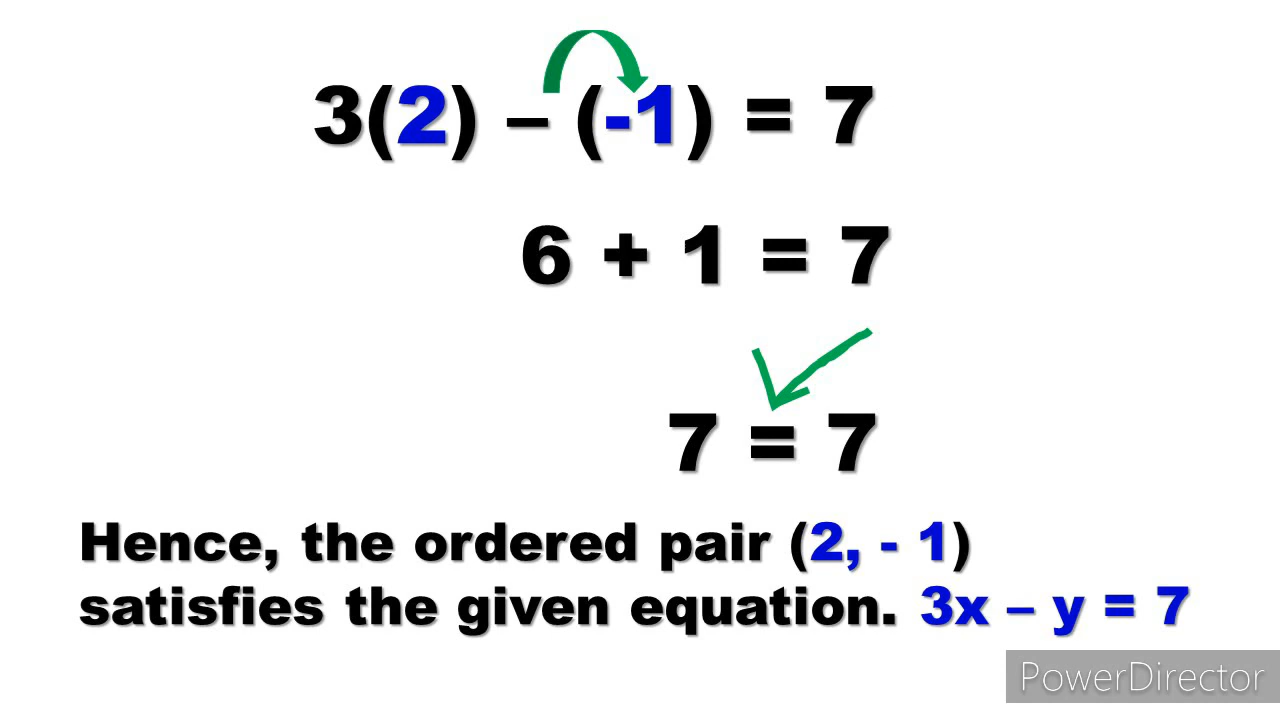 3(2) – (-1) = 7
6 + 1 = 7
7 = 7
Hence, the ordered pair (2, - 1)
satisfies the given equation. 3x – y = 7
PowerDirector